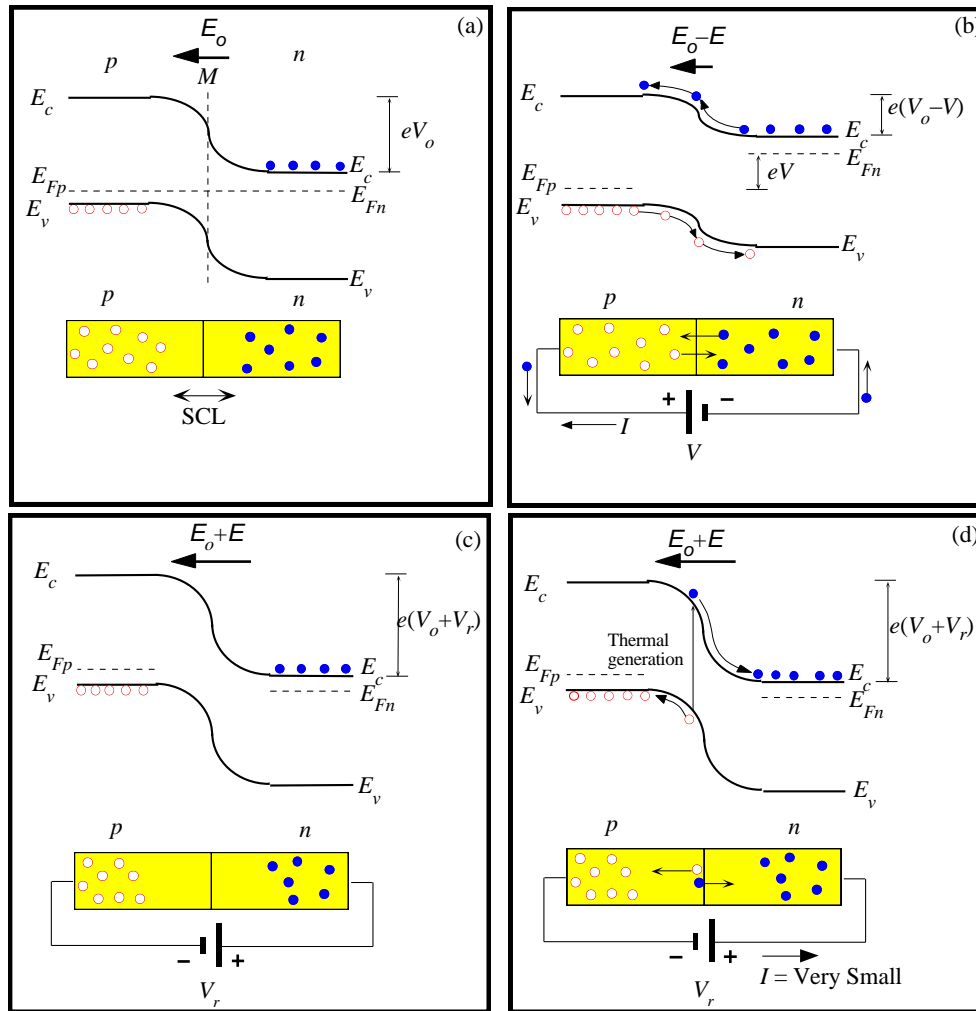 (a)
E_o
p
n
M
E_c
eV_o
E_c
E_Fp
E_v
E_Fn
E_v
p
n
SCL
(b)
E_o–E
E_c
e(V_o–V)
E_c
E_Fn
eV
E_Fp
E_v
E_v
p
n
+ –
I
V
(c)
E_o+E
E_c
e(V_o+V_r)
E_Fp
E_c
E_v
E_Fn
E_v
p
n
– +
V_r
(d)
E_o+E
E_c
e(V_o+V_r)
Thermal
generation
E_Fp
E_c
E_v
E_Fn
E_v
p
n
– +
I = Very Small
V_r